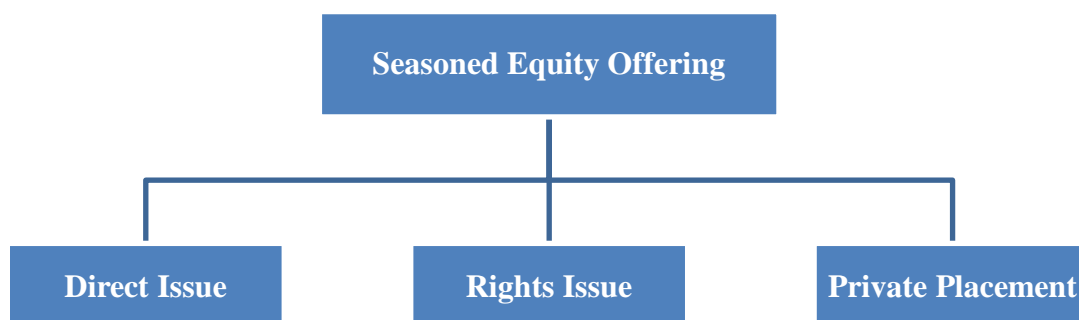 Seasoned Equity Offering
Direct Issue
Rights Issue
Private Placement